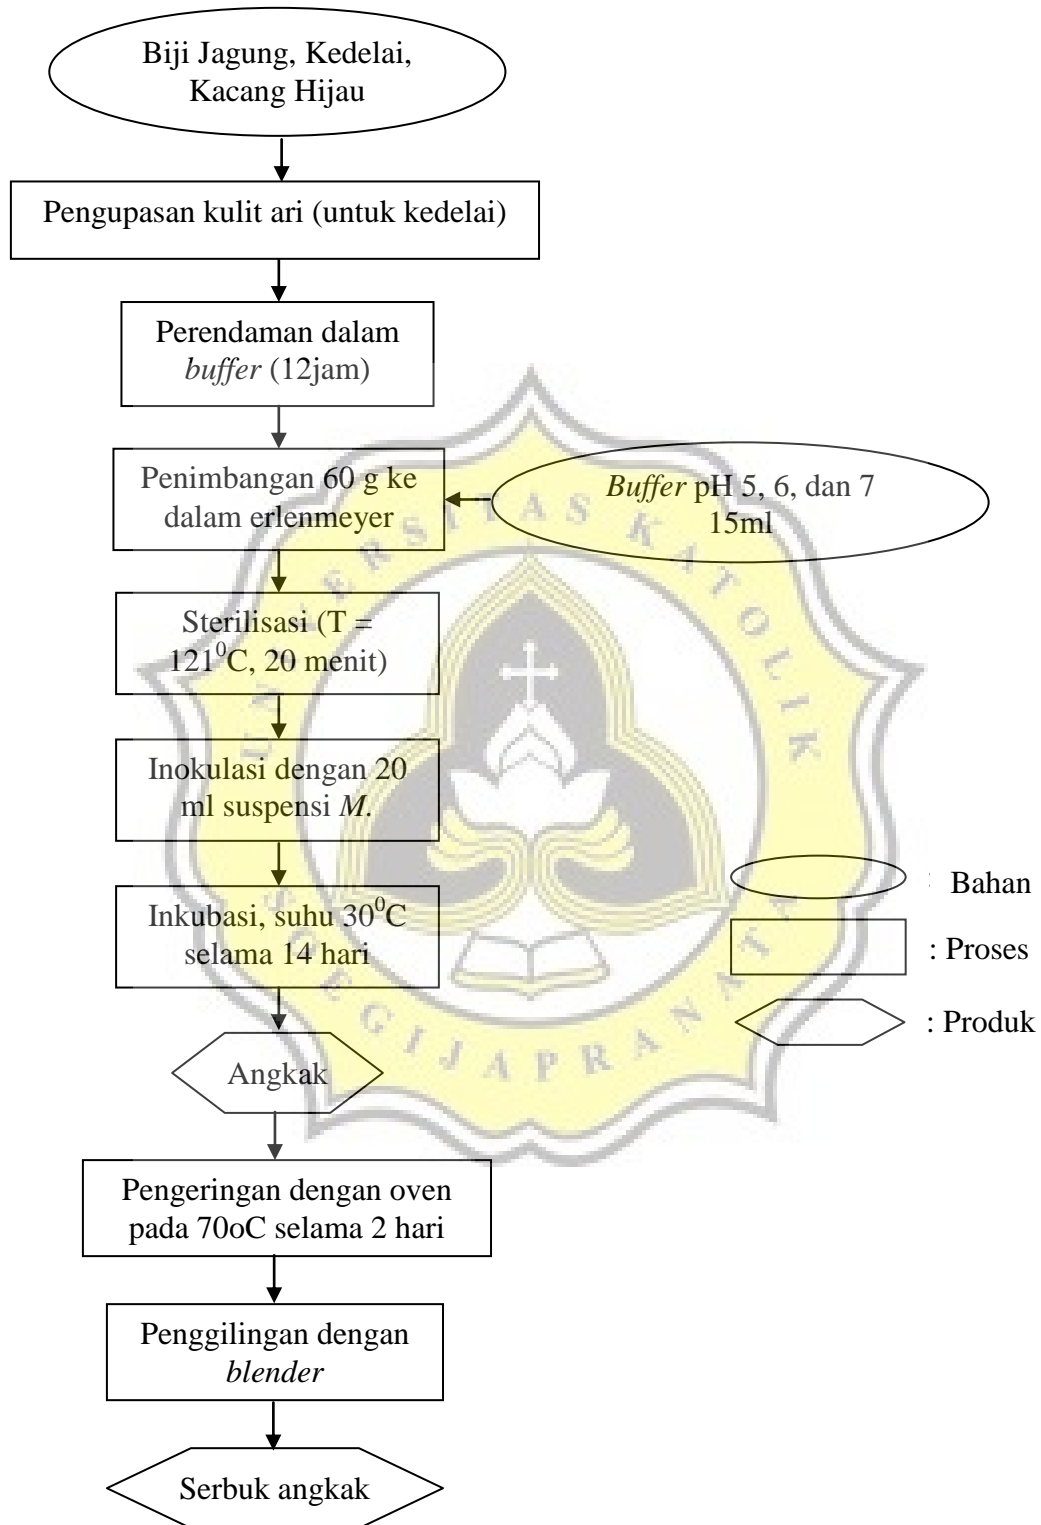 Biji Jagung, Kedelai,
Kacang Hijau
Pengupasan kulit ari (untuk kedelai)
Perendaman dalam
buffer (12jam)
Penimbangan 60 g ke
dalam erlenmeyer
Buffer pH 5, 6, dan 7
15ml
Sterilisasi (T =
121⁰C, 20 menit)
Inokulasi dengan 20
ml suspensi M.
Inkubasi, suhu 30⁰C
selama 14 hari
Angkak
Pengeringan dengan oven
pada 70oC selama 2 hari
Penggilingan dengan
blender
Serbuk angkak
: Bahan
: Proses
: Produk
UNIVERSITAS KATOLIK
SOEGIJAPRANATA